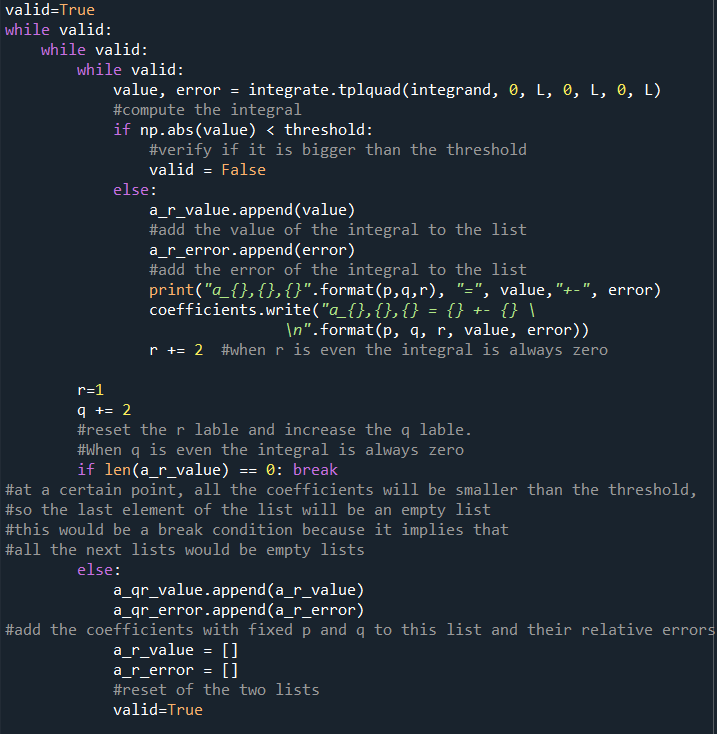 valid=True
while valid:
    while valid:
        while valid:
            value, error = integrate.tplquad(integrand, 0, L, 0, L, 0, L)
            #compute the integral
            if np.abs(value) < threshold:
                #verify if it is bigger than the threshold
                valid = False
            else:
                a_r_value.append(value)
                #add the value of the integral to the list
                a_r_error.append(error)
                #add the error of the integral to the list
                print("a_{},{},{}".format(p,q,r), "=", value,"+-", error)
                coefficients.write("a_{},{},{} = {} +- {} \
                               \n".format(p, q, r, value, error))
                r += 2  #when r is even the integral is always zero
        r=1
        q += 2
        #reset the r lable and increase the q lable.
        #When q is even the integral is always zero
        if len(a_r_value) == 0: break
#at a certain point, all the coefficients will be smaller than the threshold,
#so the last element of the list will be an empty list
#this would be a break condition because it implies that
#all the next lists would be empty lists
        else:
            a_qr_value.append(a_r_value)
            a_qr_error.append(a_r_error)
#add the coefficients with fixed p and q to this list and their relative errors
            a_r_value = []
            a_r_error = []
            #reset of the two lists
            valid=True